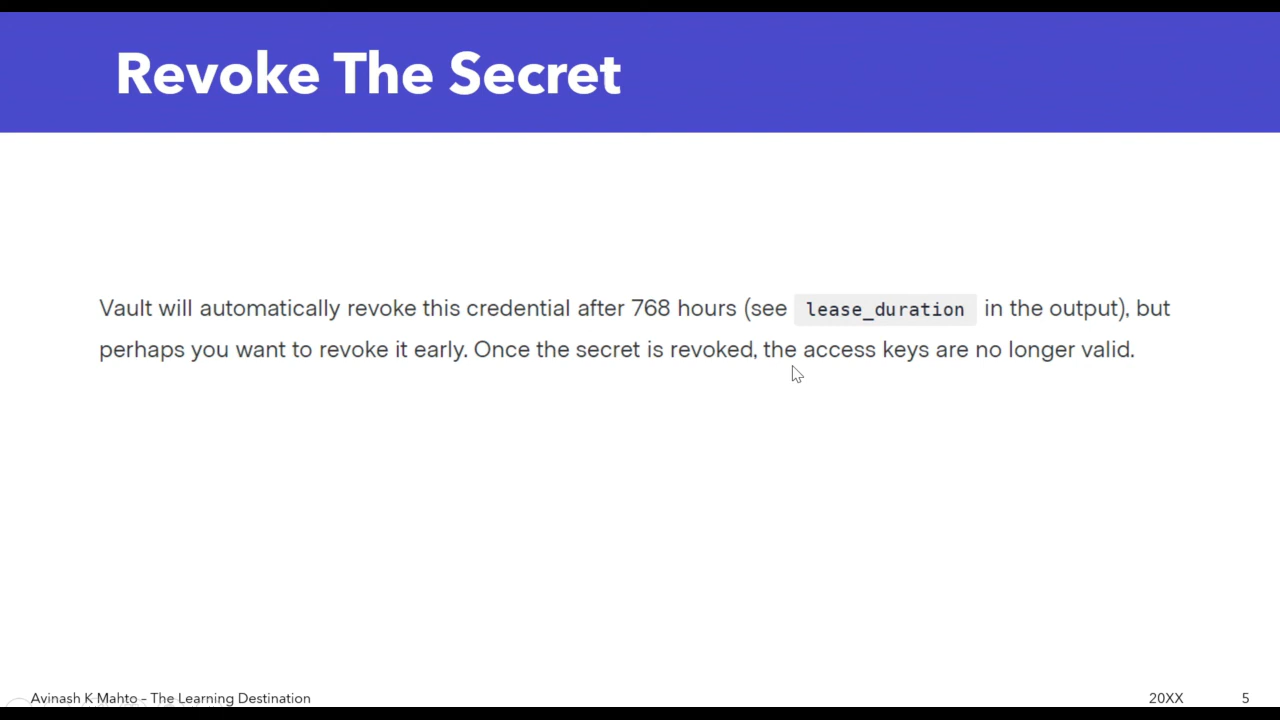 Revoke The Secret
Vault will automatically revoke this credential after 768 hours (see lease_duration in the output), but
perhaps you want to revoke it early. Once the secret is revoked, the access keys are no longer valid.
Avinash K Mahto – The Learning Destination
20XX
5